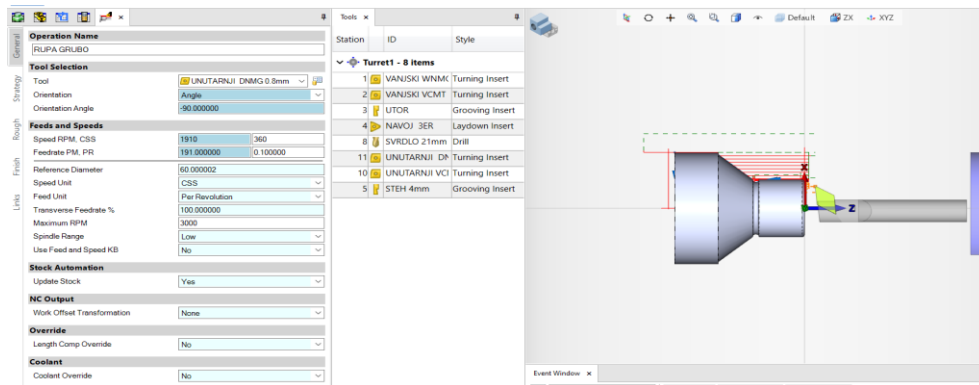 General
Strategy
Rough
Finish
Links
Operation Name
RUPA GRUBO
Tool Selection
Tool UNUTARNJI DNMG 0.8mm
Orientation Angle
Orientation Angle -90.000000
Feeds and Speeds
Speed RPM, CSS 1910 360
Feedrate PM, PR 191.000000 0.100000
Reference Diameter 60.000002
Speed Unit CSS
Feed Unit Per Revolution
Transverse Feedrate % 100.000000
Maximum RPM 3000
Spindle Range Low
Use Feed and Speed KB No
Stock Automation
Update Stock Yes
NC Output
Work Offset Transformation None
Override
Length Comp Override No
Coolant
Coolant Override No
Tools ×
Station ID Style
Turret1 - 8 items
1 VANJSKI WNMG Turning Insert
2 VANJSKI VCMT Turning Insert
3 UTOR Grooving Insert
4 NAVOJ 3ER Laydown Insert
8 SVRDLO 21mm Drill
11 UNUTARNJI DN Turning Insert
10 UNUTARNJI VCI Turning Insert
5 STEH 4mm Grooving Insert
Default ZX XYZ
X
Z
Event Window ×